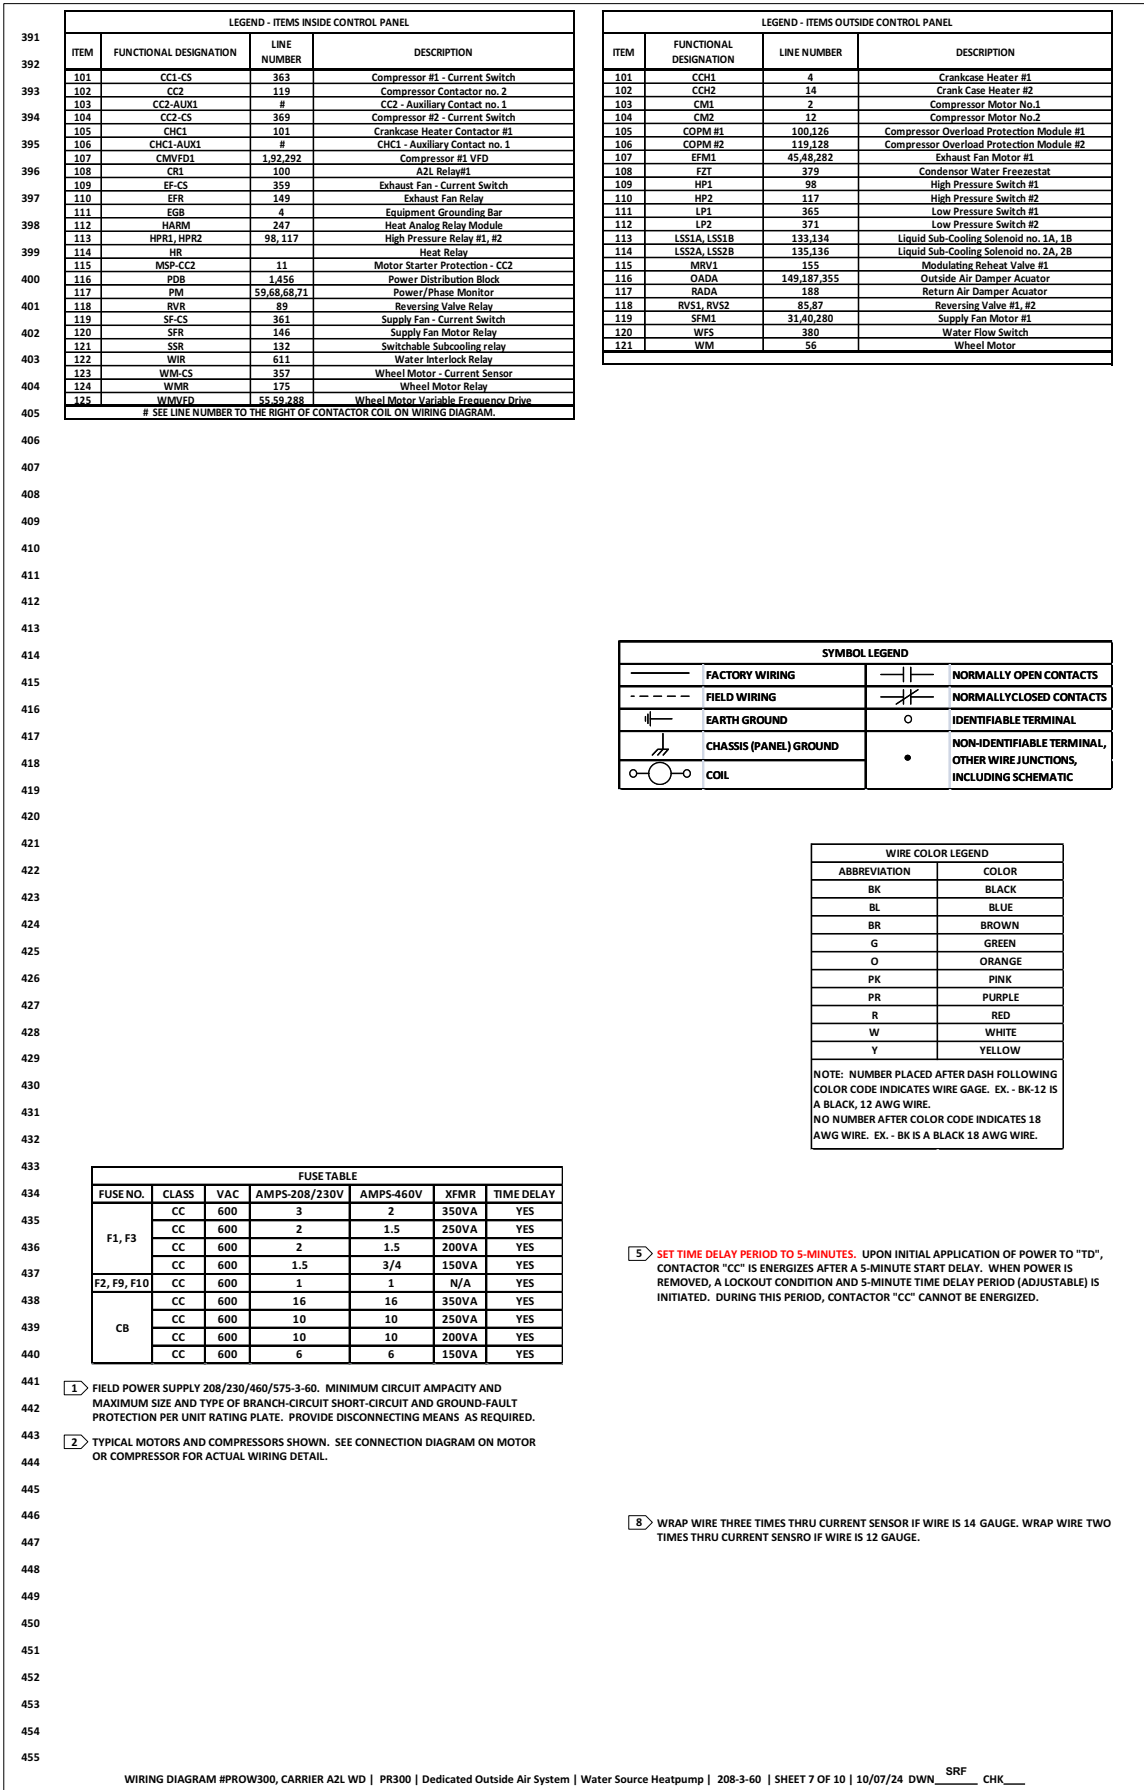 LEGEND - ITEMS INSIDE CONTROL PANEL
ITEM FUNCTIONAL DESIGNATION LINE NUMBER DESCRIPTION
101 CC1-CS 363 Compressor #1 - Current Switch
102 CC2 119 Compressor Contactor no. 2
103 CC2-AUX1 # CC2 - Auxiliary Contact no. 1
104 CC2-CS 369 Compressor #2 - Current Switch
105 CHC1 101 Crankcase Heater Contactor #1
106 CHC1-AUX1 # CHC1 - Auxiliary Contact no. 1
107 CMVFD1 1,92,292 Compressor #1 VFD
108 CR1 100 A2L Relay#1
109 EF-CS 359 Exhaust Fan - Current Switch
110 EFR 149 Exhaust Fan Relay
111 EGB 4 Equipment Grounding Bar
112 HARM 247 Heat Analog Relay Module
113 HPR1, HPR2 98, 117 High Pressure Relay #1, #2
114 HR Heat Relay
115 MSP-CC2 11 Motor Starter Protection - CC2
116 PDB 1,456 Power Distribution Block
117 PM 59,68,68,71 Power/Phase Monitor
118 RVR 89 Reversing Valve Relay
119 SF-CS 361 Supply Fan - Current Switch
120 SFR 146 Supply Fan Motor Relay
121 SSR 132 Switchable Subcooling relay
122 WIR 611 Water Interlock Relay
123 WM-CS 357 Wheel Motor - Current Sensor
124 WMR 175 Wheel Motor Relay
125 WMVFD 55,59,288 Wheel Motor Variable Frequency Drive
# SEE LINE NUMBER TO THE RIGHT OF CONTACTOR COIL ON WIRING DIAGRAM.
LEGEND - ITEMS OUTSIDE CONTROL PANEL
ITEM FUNCTIONAL DESIGNATION LINE NUMBER DESCRIPTION
101 CCH1 4 Crankcase Heater #1
102 CCH2 14 Crank Case Heater #2
103 CM1 2 Compressor Motor No.1
104 CM2 12 Compressor Motor No.2
105 COPM #1 100,126 Compressor Overload Protection Module #1
106 COPM #2 119,128 Compressor Overload Protection Module #2
107 EFM1 45,48,282 Exhaust Fan Motor #1
108 FZT 379 Condensor Water Freezestat
109 HP1 98 High Pressure Switch #1
110 HP2 117 High Pressure Switch #2
111 LP1 365 Low Pressure Switch #1
112 LP2 371 Low Pressure Switch #2
113 LSS1A, LSS1B 133,134 Liquid Sub-Cooling Solenoid no. 1A, 1B
114 LSS2A, LSS2B 135,136 Liquid Sub-Cooling Solenoid no. 2A, 2B
115 MRV1 155 Modulating Reheat Valve #1
116 OADA 149,187,355 Outside Air Damper Acuator
117 RADA 188 Return Air Damper Acuator
118 RVS1, RVS2 85,87 Reversing Valve #1, #2
119 SFM1 31,40,280 Supply Fan Motor #1
120 WFS 380 Water Flow Switch
121 WM 56 Wheel Motor
391
392
393
394
395
396
397
398
399
400
401
402
403
404
405
406
407
408
409
410
411
412
413
414
415
416
417
418
419
420
421
422
423
424
425
426
427
428
429
430
431
432
433
434
435
436
437
438
439
440
441
442
443
444
445
446
447
448
449
450
451
452
453
454
455
SYMBOL LEGEND
FACTORY WIRING NORMALLY OPEN CONTACTS
FIELD WIRING NORMALLYCLOSED CONTACTS
EARTH GROUND IDENTIFIABLE TERMINAL
CHASSIS (PANEL) GROUND
COIL
NON-IDENTIFIABLE TERMINAL,
OTHER WIRE JUNCTIONS,
INCLUDING SCHEMATIC
WIRE COLOR LEGEND
ABBREVIATION COLOR
BK BLACK
BL BLUE
BR BROWN
G GREEN
O ORANGE
PK PINK
PR PURPLE
R RED
W WHITE
Y YELLOW
NOTE: NUMBER PLACED AFTER DASH FOLLOWING
COLOR CODE INDICATES WIRE GAGE. EX. - BK-12 IS
A BLACK, 12 AWG WIRE.
NO NUMBER AFTER COLOR CODE INDICATES 18
AWG WIRE. EX. - BK IS A BLACK 18 AWG WIRE.
FUSE TABLE
FUSE NO. CLASS VAC AMPS-208/230V AMPS-460V XFMR TIME DELAY
F1, F3 CC 600 3 2 350VA YES
CC 600 2 1.5 250VA YES
CC 600 2 1.5 200VA YES
CC 600 1.5 3/4 150VA YES
F2, F9, F10 CC 600 1 1 N/A YES
CB CC 600 16 16 350VA YES
CC 600 10 10 250VA YES
CC 600 10 10 200VA YES
CC 600 6 6 150VA YES
1 FIELD POWER SUPPLY 208/230/460/575-3-60. MINIMUM CIRCUIT AMPACITY AND
MAXIMUM SIZE AND TYPE OF BRANCH-CIRCUIT SHORT-CIRCUIT AND GROUND-FAULT
PROTECTION PER UNIT RATING PLATE. PROVIDE DISCONNECTING MEANS AS REQUIRED.
2 TYPICAL MOTORS AND COMPRESSORS SHOWN. SEE CONNECTION DIAGRAM ON MOTOR
OR COMPRESSOR FOR ACTUAL WIRING DETAIL.
5 SET TIME DELAY PERIOD TO 5-MINUTES. UPON INITIAL APPLICATION OF POWER TO "TD",
CONTACTOR "CC" IS ENERGIZES AFTER A 5-MINUTE START DELAY. WHEN POWER IS
REMOVED, A LOCKOUT CONDITION AND 5-MINUTE TIME DELAY PERIOD (ADJUSTABLE) IS
INITIATED. DURING THIS PERIOD, CONTACTOR "CC" CANNOT BE ENERGIZED.
8 WRAP WIRE THREE TIMES THRU CURRENT SENSOR IF WIRE IS 14 GAUGE. WRAP WIRE TWO
TIMES THRU CURRENT SENSRO IF WIRE IS 12 GAUGE.
WIRING DIAGRAM #PROW300, CARRIER A2L WD | PR300 | Dedicated Outside Air System | Water Source Heatpump | 208-3-60 | SHEET 7 OF 10 | 10/07/24 DWN SRF CHK